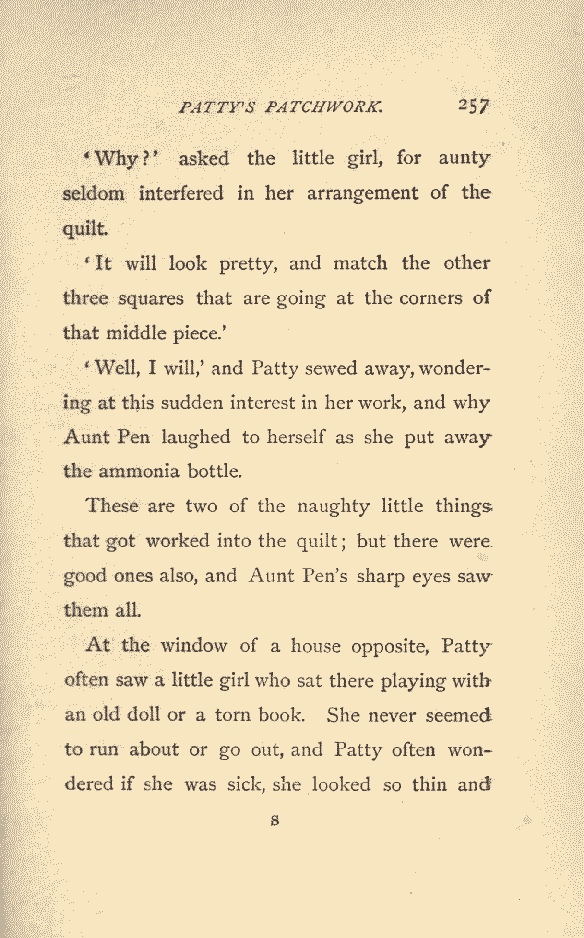 PATTY'S PATCHWORK. 257
‘Why?’ asked the little girl, for aunty
seldom interfered in her arrangement of the
quilt.
‘It will look pretty, and match the other
three squares that are going at the corners of
that middle piece.’
‘Well, I will,’ and Patty sewed away, wonder-
ing at this sudden interest in her work, and why
Aunt Pen laughed to herself as she put away
the ammonia bottle.
These are two of the naughty little things
that got worked into the quilt; but there were
good ones also, and Aunt Pen’s sharp eyes saw
them all.
At the window of a house opposite, Patty
often saw a little girl who sat there playing with
an old doll or a torn book. She never seemed
to run about or go out, and Patty often won-
dered if she was sick, she looked so thin and
S